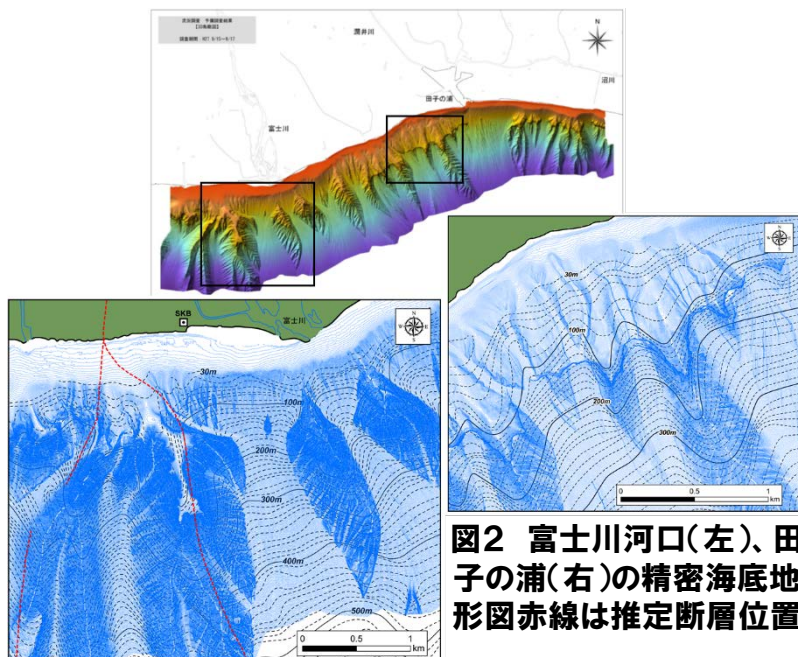 潤井川
N
沼川
田子の浦
富士川
N
30m
100m
200m
300m
0 0.5 1
km
SKB
富士川
N
W E
S
-30m
100m
200m
300m
400m
500m
0 0.5 1
km
図2 富士川河口(左)、田
子の浦(右)の精密海底地
形図赤線は推定断層位置